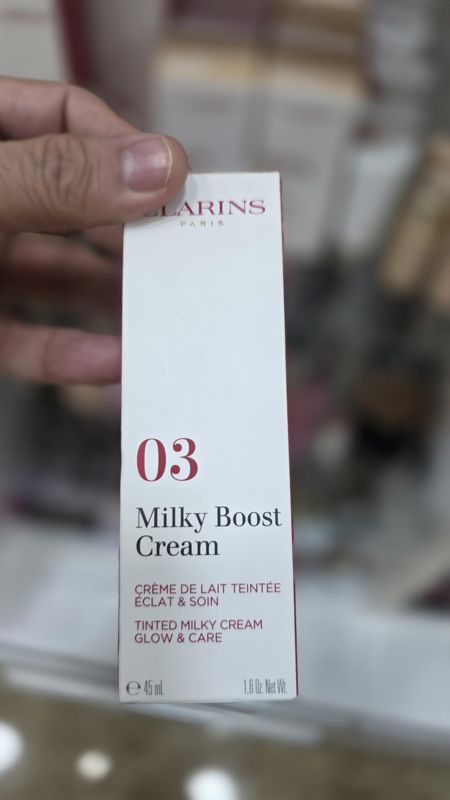 CLARINS
PARIS
03
Milky Boost
Cream
CRÈME DE LAIT TEINTÉE
ÉCLAT & SOIN
TINTED MILKY CREAM
GLOW & CARE
℮ 45 mL 1.6 Oz. Net Wt.